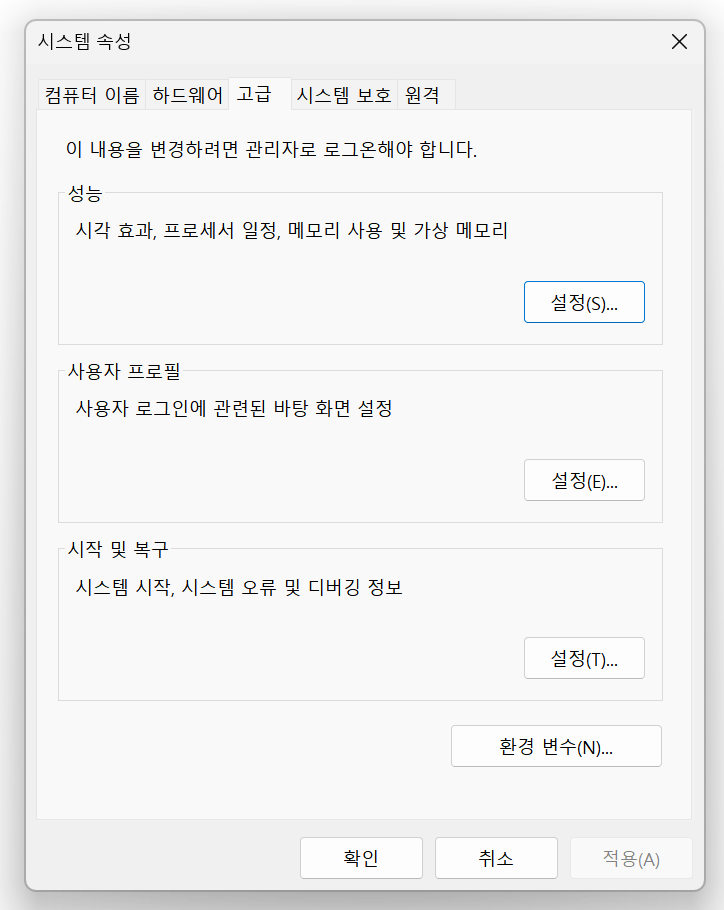 시스템 속성
컴퓨터 이름 하드웨어 고급 시스템 보호 원격
이 내용을 변경하려면 관리자로 로그온해야 합니다.
성능
시각 효과, 프로세서 일정, 메모리 사용 및 가상 메모리
설정(S)...
사용자 프로필
사용자 로그인에 관련된 바탕 화면 설정
설정(E)...
시작 및 복구
시스템 시작, 시스템 오류 및 디버깅 정보
설정(T)...
환경 변수(N)...
확인 취소 적용(A)